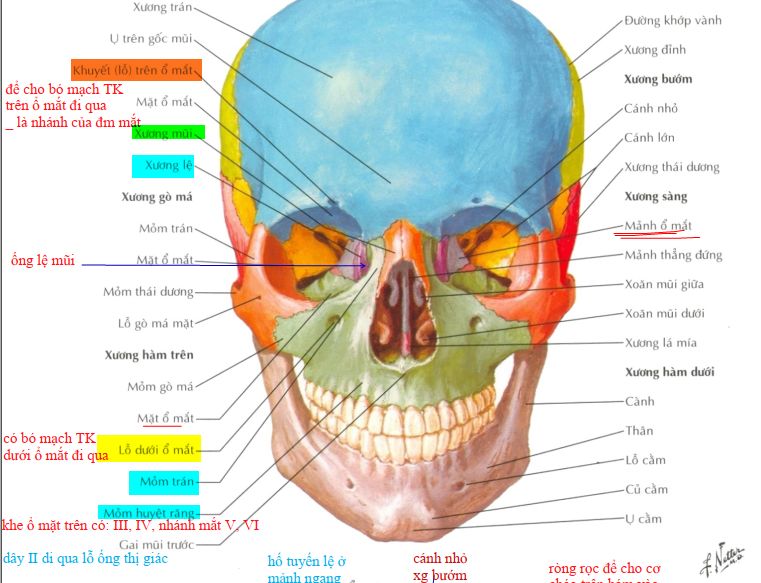 Xương trán
Ụ trên gốc mũi
Khuyết (lỗ) trên ổ mắt
để cho bó mạch TK
trên ổ mắt đi qua
_ là nhánh của đm mắt
Mặt ổ mắt
Xương mũi
Xương lệ
Xương gò má
Mỏm trán
ống lệ mũi
Mặt ổ mắt
Mỏm thái dương
Lỗ gò má mặt
Xương hàm trên
Mỏm gò má
Mặt ổ mắt
có bó mạch TK
dưới ổ mắt đi qua
Lỗ dưới ổ mắt
Mỏm trán
Mỏm huyệt răng
khe ổ mặt trên có: III, IV, nhánh mắt V, VI
Gai mũi trước
dây II di qua lỗ ống thị giác
hố tuyến lệ ở
mảnh ngang
cánh nhỏ
xg bướm
ròng rọc để cho cơ
Đường khớp vành
Xương đỉnh
Xương bướm
Cánh nhỏ
Cánh lớn
Xương thái dương
Xương sàng
Mảnh ổ mắt
Mảnh thẳng đứng
Xoăn mũi giữa
Xoăn mũi dưới
Xương lá mía
Xương hàm dưới
Cành
Thân
Lỗ cằm
Củ cằm
Ụ cằm
F. Netter